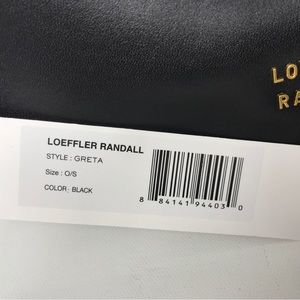 LO
RA
LOEFFLER RANDALL
STYLE : GRETA
Size : O/S
COLOR: BLACK
8 84141 94403 0